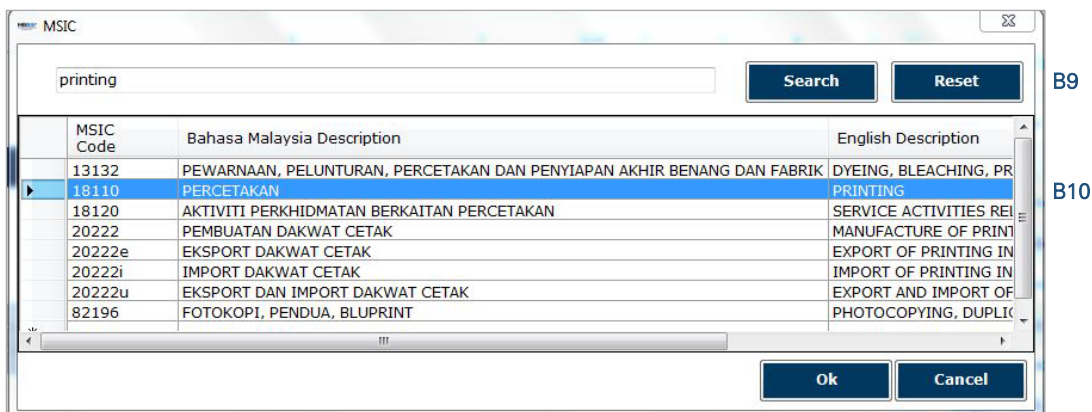 MSIC
printing Search Reset B9
MSIC Code Bahasa Malaysia Description English Description
13132 PEWARNAAN, PELUNTURAN, PERCETAKAN DAN PENYIAPAN AKHIR BENANG DAN FABRIK DYEING, BLEACHING, PR
18110 PERCETAKAN PRINTING B10
18120 AKTIVITI PERKHIDMATAN BERKAITAN PERCETAKAN SERVICE ACTIVITIES REL
20222 PEMBUATAN DAKWAT CETAK MANUFACTURE OF PRINT
20222e EKSPORT DAKWAT CETAK EXPORT OF PRINTING IN
20222i IMPORT DAKWAT CETAK IMPORT OF PRINTING IN
20222u EKSPORT DAN IMPORT DAKWAT CETAK EXPORT AND IMPORT OF
82196 FOTOKOPI, PENDUA, BLUPRINT PHOTOCOPYING, DUPLIC
Ok Cancel